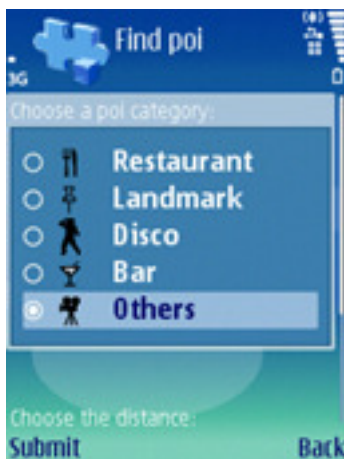 Find poi
3G
D
Choose a poi category:
Restaurant
Landmark
Disco
Bar
Others
Choose the distance:
Submit
Back